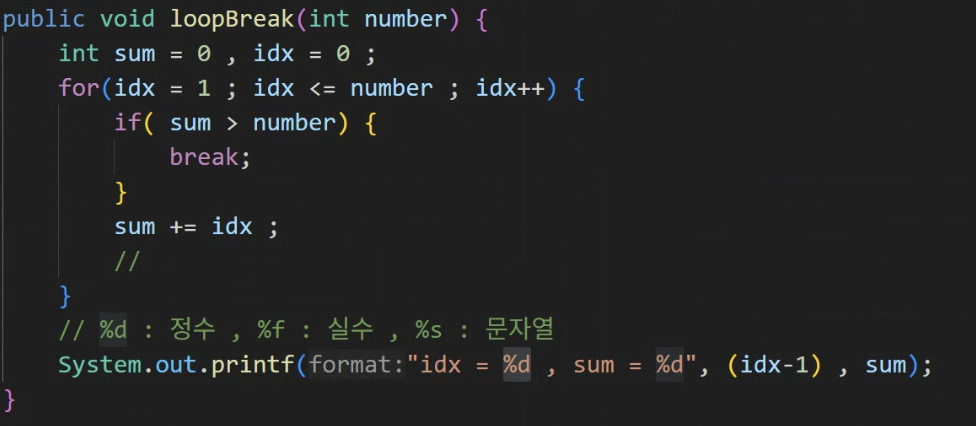 public void loopBreak(int number) {
int sum = 0 , idx = 0 ;
for(idx = 1 ; idx <= number ; idx++) {
if( sum > number) {
break;
}
sum += idx ;
//
}
// %d : 정수 , %f : 실수 , %s : 문자열
System.out.printf(format:"idx = %d , sum = %d", (idx-1) , sum);
}